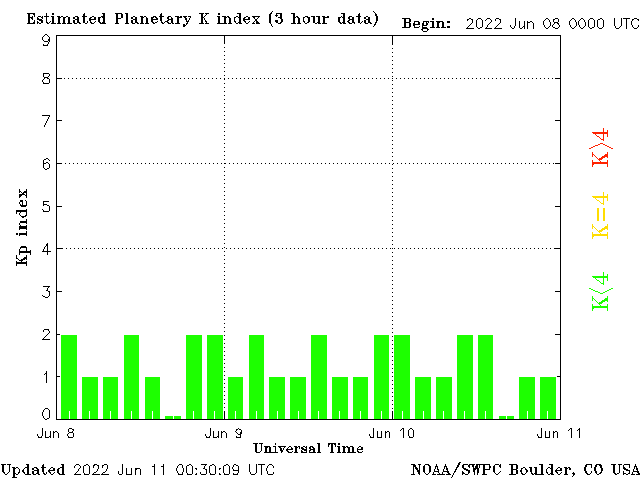 Estimated Planetary K index (3 hour data) Begin: 2022 Jun 08 0000 UTC
9
8
7
6
5
4
3
2
1
0
Kp index
K>4
K=4
K<4
Jun 8 Jun 9 Jun 10 Jun 11
Universal Time
Updated 2022 Jun 11 00:30:09 UTC NOAA/SWPC Boulder, CO USA